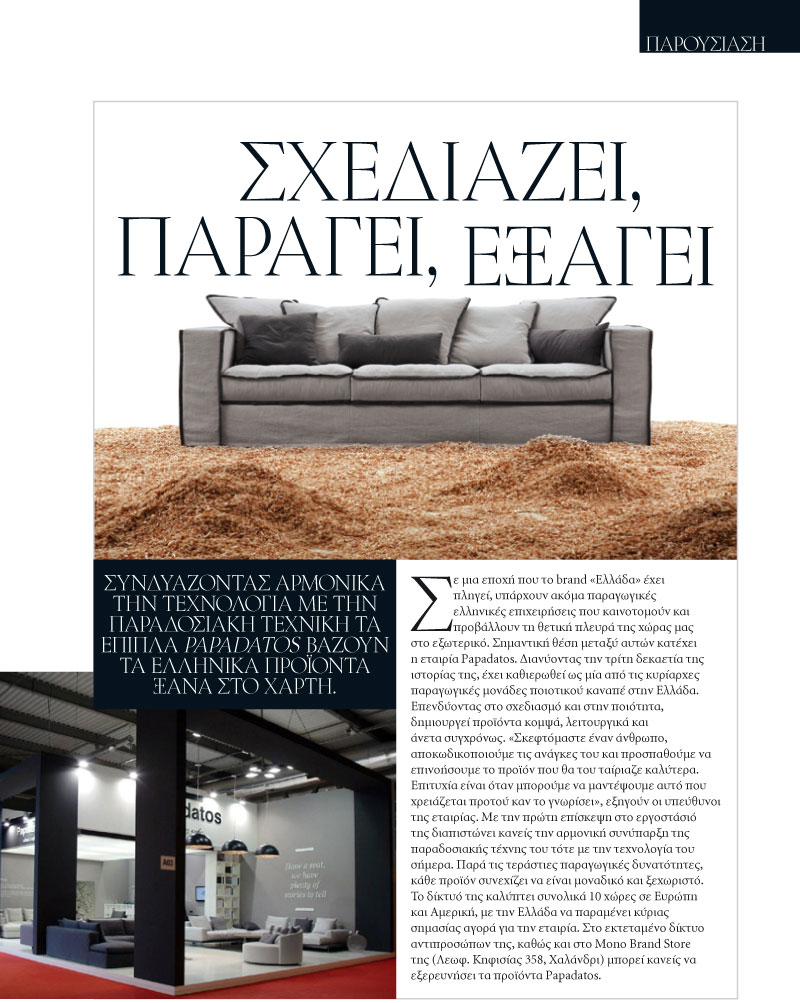 ΠΑΡΟΥΣΙΑΣΗ
ΣΧΕΔΙΑΖΕΙ,
ΠΑΡΑΓΕΙ, ΕΞΑΓΕΙ
ΣΥΝΔΥΑΖΟΝΤΑΣ ΑΡΜΟΝΙΚΑ
ΤΗΝ ΤΕΧΝΟΛΟΓΙΑ ΜΕ ΤΗΝ
ΠΑΡΑΔΟΣΙΑΚΗ ΤΕΧΝΙΚΗ ΤΑ
ΕΠΙΠΛΑ PAPADATOS ΒΑΖΟΥΝ
ΤΑ ΕΛΛΗΝΙΚΑ ΠΡΟΪΟΝΤΑ
ΞΑΝΑ ΣΤΟ ΧΑΡΤΗ.
Σε μια εποχή που το brand «Ελλάδα» έχει
πληγεί, υπάρχουν ακόμα παραγωγικές
ελληνικές επιχειρήσεις που καινοτομούν και
προβάλλουν τη θετική πλευρά της χώρας μας
στο εξωτερικό. Σημαντική θέση μεταξύ αυτών κατέχει
η εταιρία Papadatos. Διανύοντας την τρίτη δεκαετία της
ιστορίας της, έχει καθιερωθεί ως μία από τις κυρίαρχες
παραγωγικές μονάδες ποιοτικού καναπέ στην Ελλάδα.
Επενδύοντας στο σχεδιασμό και στην ποιότητα,
δημιουργεί προϊόντα κομψά, λειτουργικά και
άνετα συγχρόνως. «Σκεφτόμαστε έναν άνθρωπο,
αποκωδικοποιούμε τις ανάγκες του και προσπαθούμε να
επινοήσουμε το προϊόν που θα του ταίριαζε καλύτερα.
Επιτυχία είναι όταν μπορούμε να μαντέψουμε αυτό που
χρειάζεται προτού καν το γνωρίσει», εξηγούν οι υπεύθυνοι
της εταιρίας. Με την πρώτη επίσκεψη στο εργοστάσιό
της διαπιστώνει κανείς την αρμονική συνύπαρξη της
παραδοσιακής τέχνης του τότε με την τεχνολογία του
σήμερα. Παρά τις τεράστιες παραγωγικές δυνατότητες,
κάθε προϊόν συνεχίζει να είναι μοναδικό και ξεχωριστό.
Το δίκτυό της καλύπτει συνολικά 10 χώρες σε Ευρώπη
και Αμερική, με την Ελλάδα να παραμένει κύριας
σημασίας αγορά για την εταιρία. Στο εκτεταμένο δίκτυο
αντιπροσώπων της, καθώς και στο Mono Brand Store
της (Λεωφ. Κηφισίας 358, Χαλάνδρι) μπορεί κανείς να
εξερευνήσει τα προϊόντα Papadatos.
datos
A03
Have a seat,
we have
plenty of
stories to tell